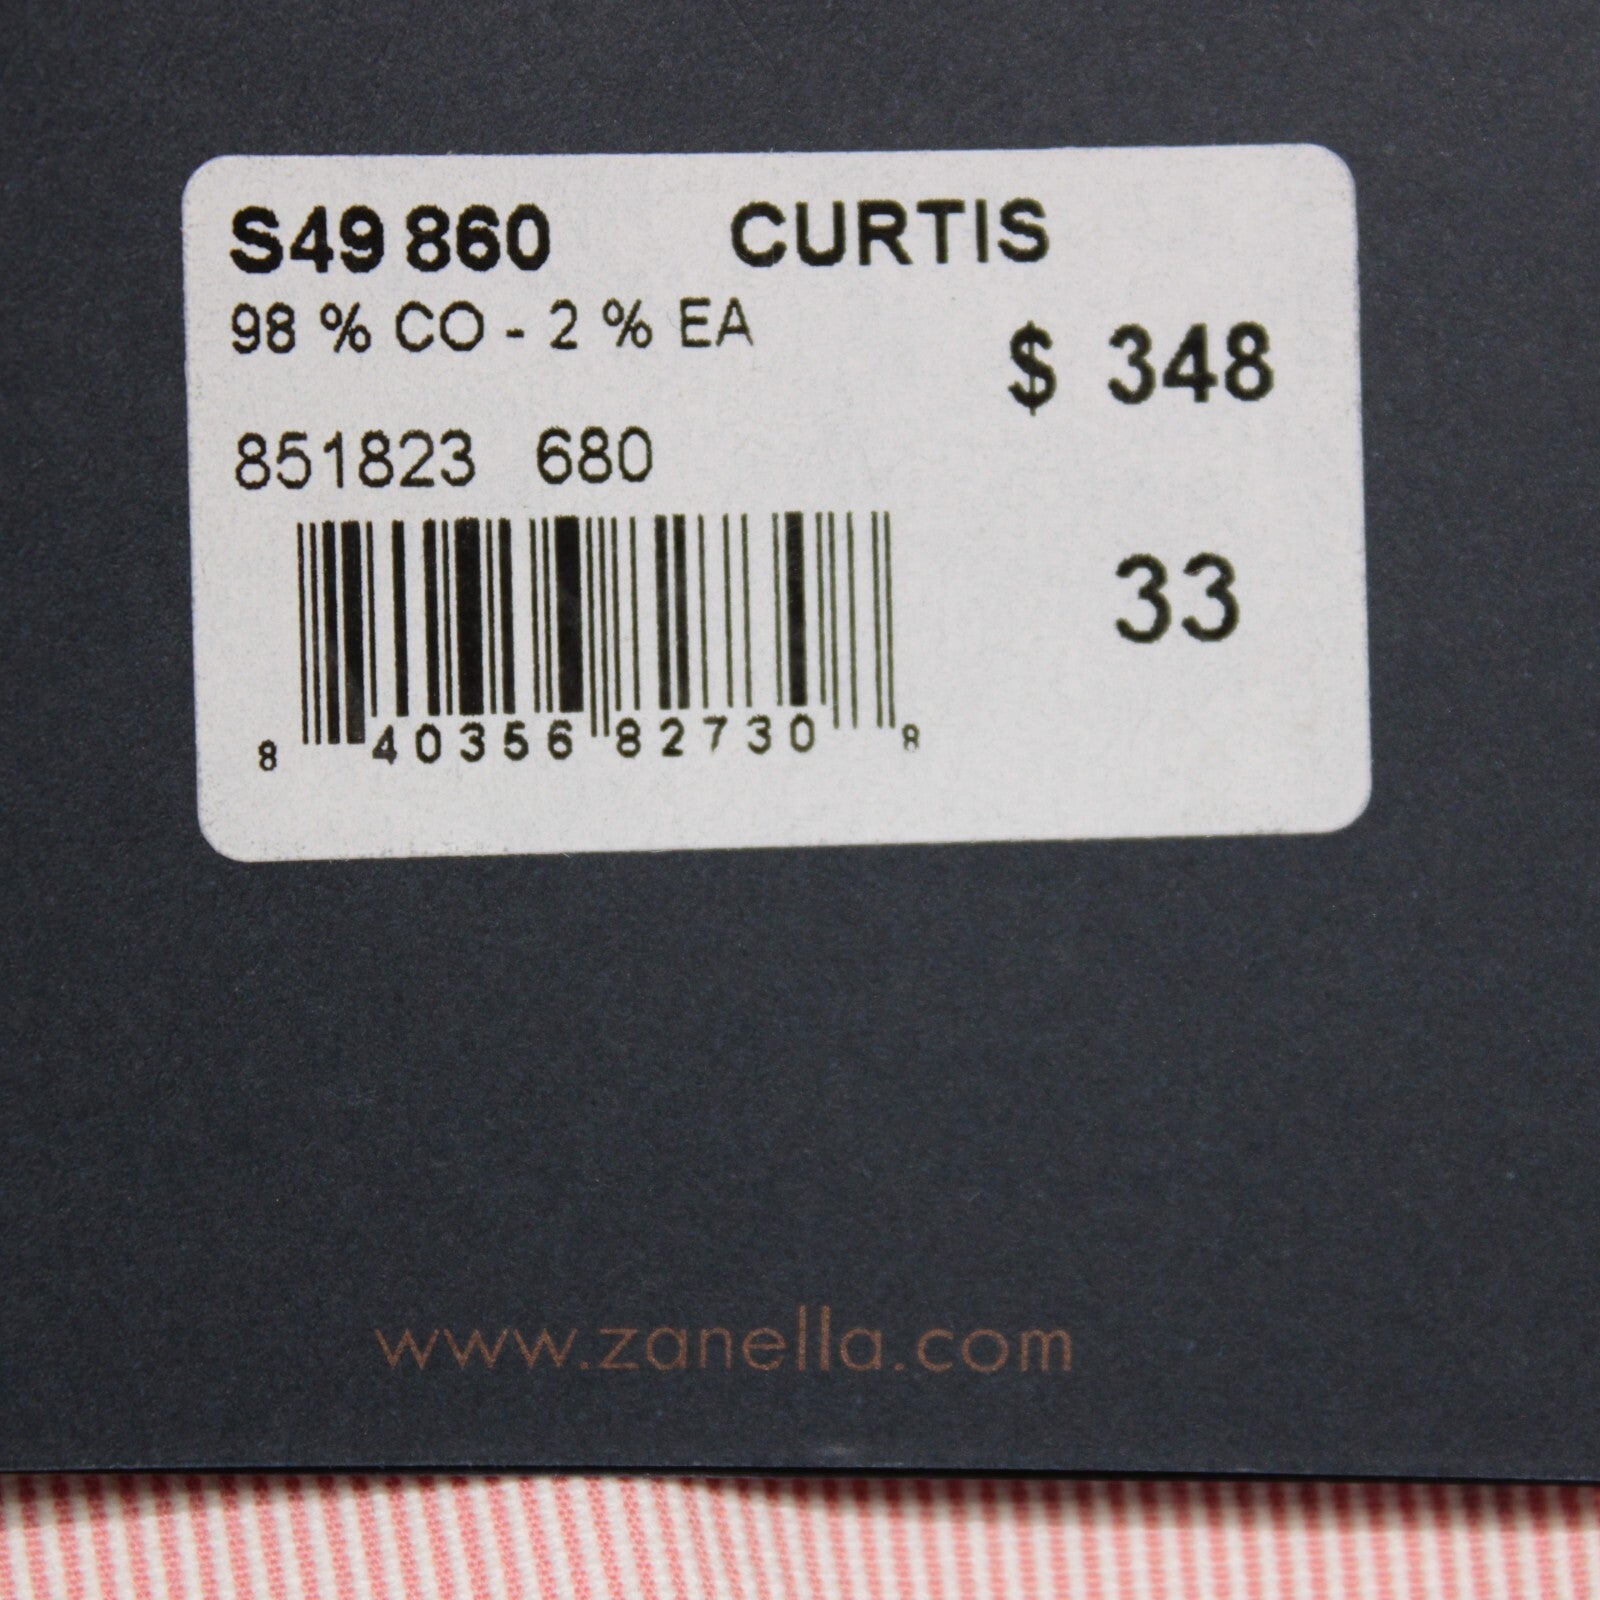 S49 860 CURTIS
98 % CO - 2 % EA
$ 348
851823 680
33
8 40356 82730 8
www.zanella.com